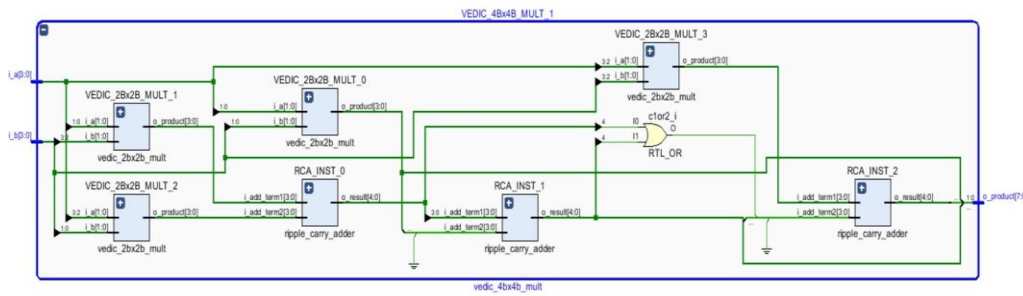 VEDIC_4Bx4B_MULT_1
i_a[3:0]
i_b[3:0]
VEDIC_2Bx2B_MULT_1
1:0 i_a[1:0] o_product[3:0]
3:2 i_b[1:0]
vedic_2bx2b_mult
VEDIC_2Bx2B_MULT_2
3:2 i_a[1:0] o_product[3:0]
1:0 i_b[1:0]
vedic_2bx2b_mult
VEDIC_2Bx2B_MULT_0
1:0 i_a[1:0] o_product[3:0]
1:0 i_b[1:0]
vedic_2bx2b_mult
RCA_INST_0
i_add_term1[3:0] o_result[4:0]
i_add_term2[3:0]
ripple_carry_adder
RCA_INST_1
3:0 i_add_term1[3:0] o_result[4:0]
i_add_term2[3:0]
ripple_carry_adder
VEDIC_2Bx2B_MULT_3
3:2 i_a[1:0] o_product[3:0]
3:2 i_b[1:0]
vedic_2bx2b_mult
c1or2_i
4 I0 O
4 I1
RTL_OR
RCA_INST_2
i_add_term1[3:0] o_result[4:0]
i_add_term2[3:0]
ripple_carry_adder
1:0 o_product[7:
vedic_4bx4b_mult